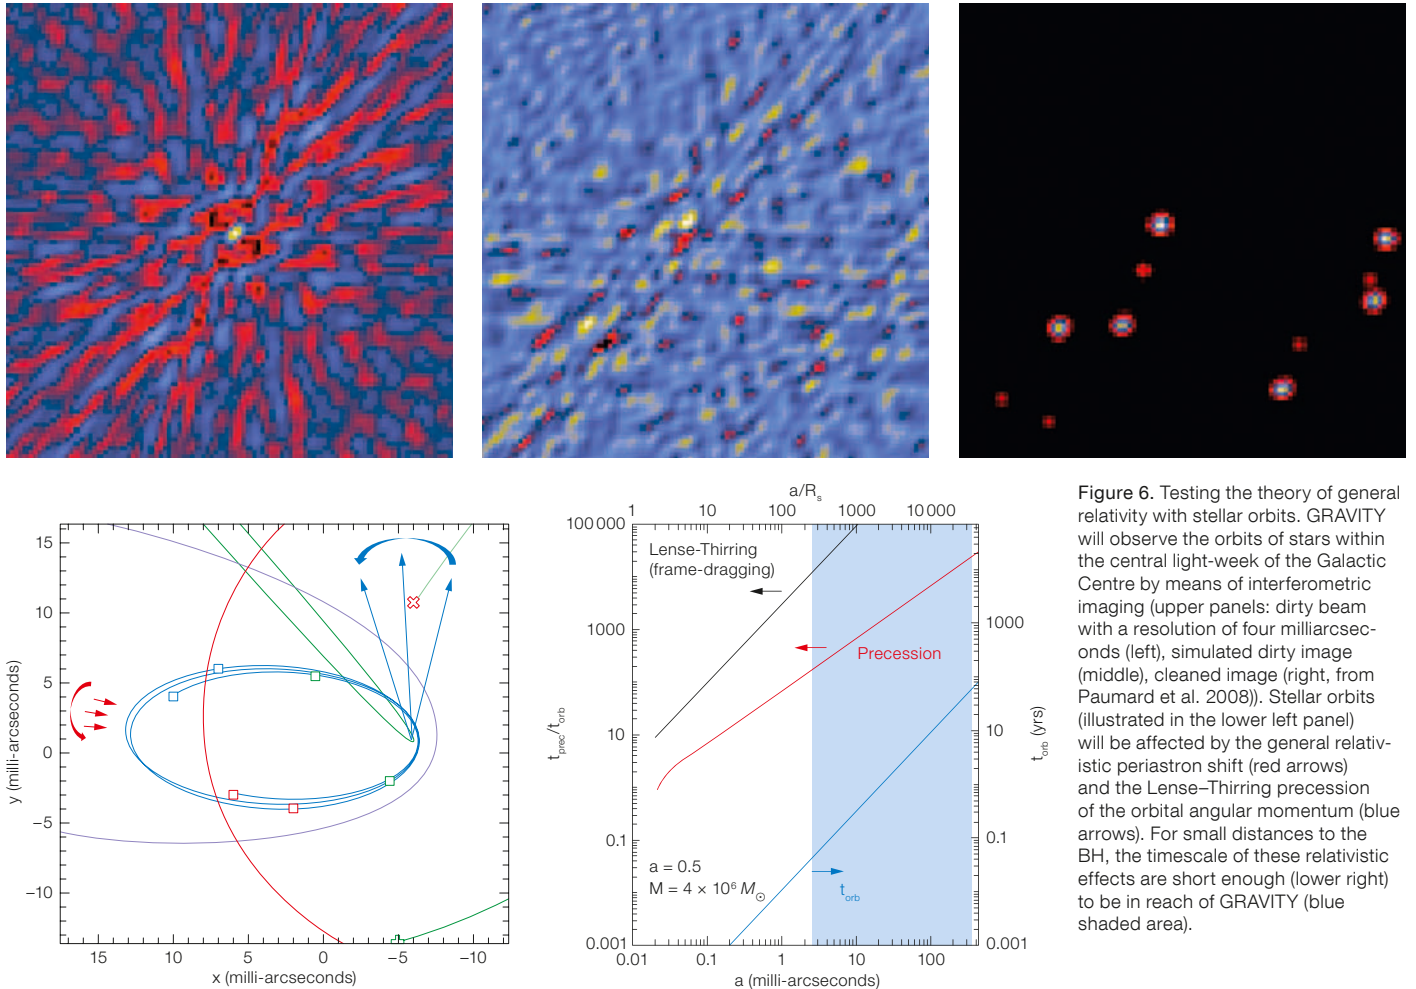 15
10
5
0
−5
−10
y (milli-arcseconds)
15
10
5
0
−5
−10
x (milli-arcseconds)
a/Rs
1
10
100
1000
10 000
100 000
1000
10
0.1
0.001
tprec/torb
Lense-Thirring
(frame-dragging)
Precession
a = 0.5
M = 4 × 10⁶ M☉
torb
1000
10
0.1
0.001
torb (yrs)
0.01
0.1
1
10
100
a (milli-arcseconds)
Figure 6. Testing the theory of general
relativity with stellar orbits. GRAVITY
will observe the orbits of stars within
the central light-week of the Galactic
Centre by means of interferometric
imaging (upper panels: dirty beam
with a resolution of four milliarcsec-
onds (left), simulated dirty image
(middle), cleaned image (right, from
Paumard et al. 2008)). Stellar orbits
(illustrated in the lower left panel)
will be affected by the general relativ-
istic periastron shift (red arrows)
and the Lense–Thirring precession
of the orbital angular momentum (blue
arrows). For small distances to the
BH, the timescale of these relativistic
effects are short enough (lower right)
to be in reach of GRAVITY (blue
shaded area).